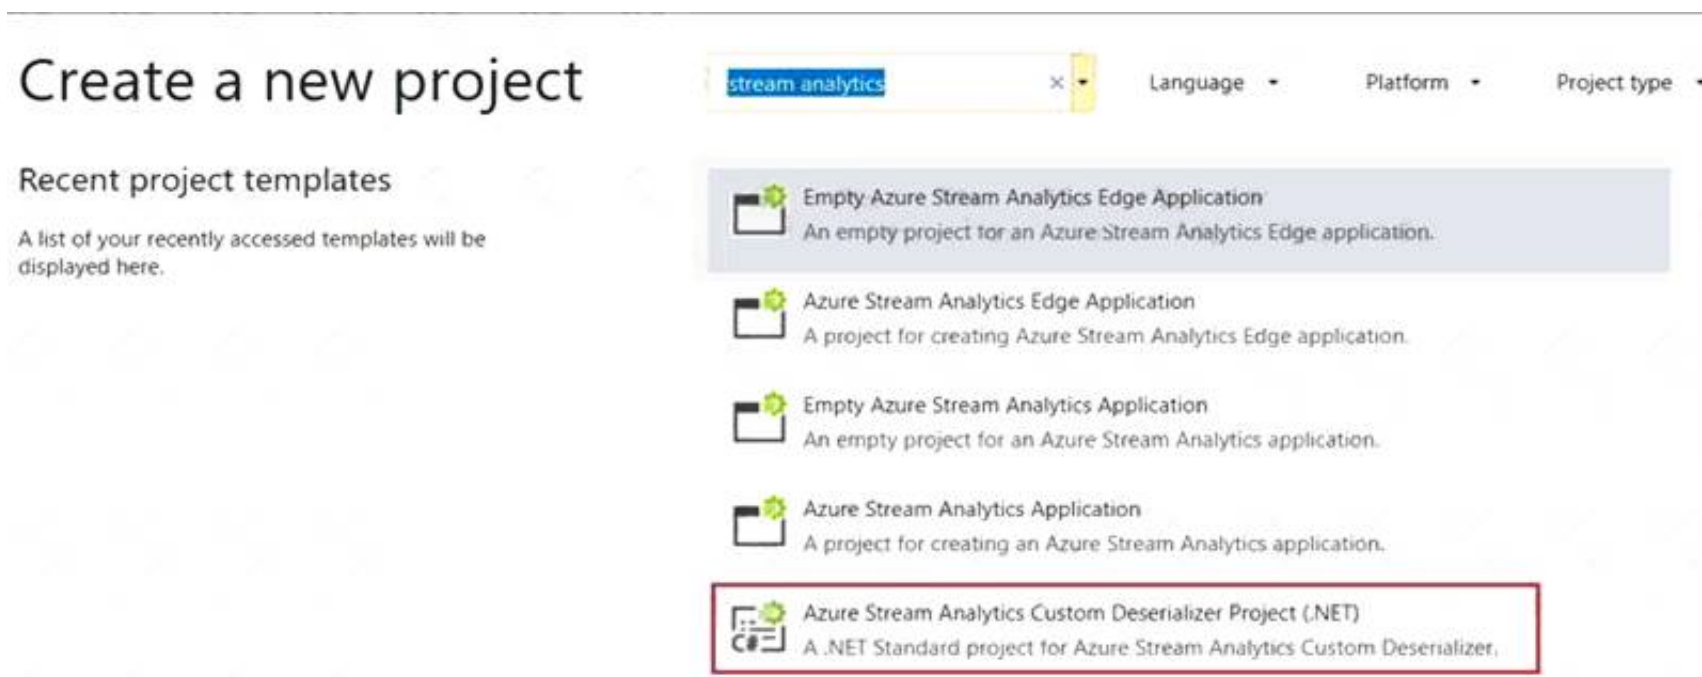 Create a new project
stream analytics
Language
Platform
Project type
Recent project templates
A list of your recently accessed templates will be
displayed here.
Empty Azure Stream Analytics Edge Application
An empty project for an Azure Stream Analytics Edge application.
Azure Stream Analytics Edge Application
A project for creating Azure Stream Analytics Edge application.
Empty Azure Stream Analytics Application
An empty project for an Azure Stream Analytics application.
Azure Stream Analytics Application
A project for creating an Azure Stream Analytics application.
C#
Azure Stream Analytics Custom Deserializer Project (.NET)
A .NET Standard project for Azure Stream Analytics Custom Deserializer.